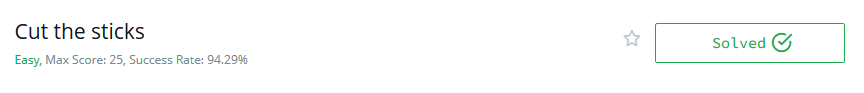 Cut the sticks
Solved
Easy, Max Score: 25, Success Rate: 94.29%